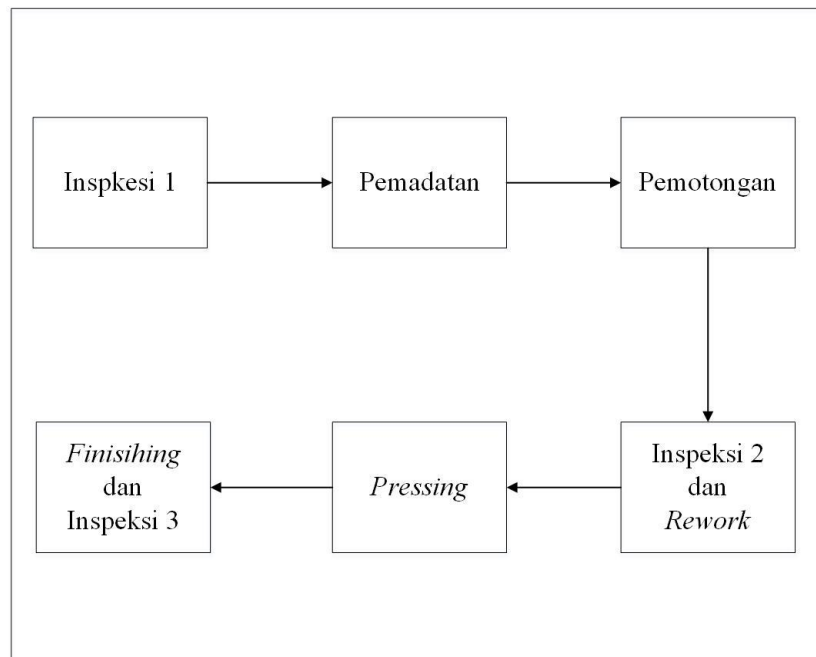 Inspkesi 1
Pemadatan
Pemotongan
Inspeksi 2
dan
Rework
Pressing
Finisihing
dan
Inspeksi 3